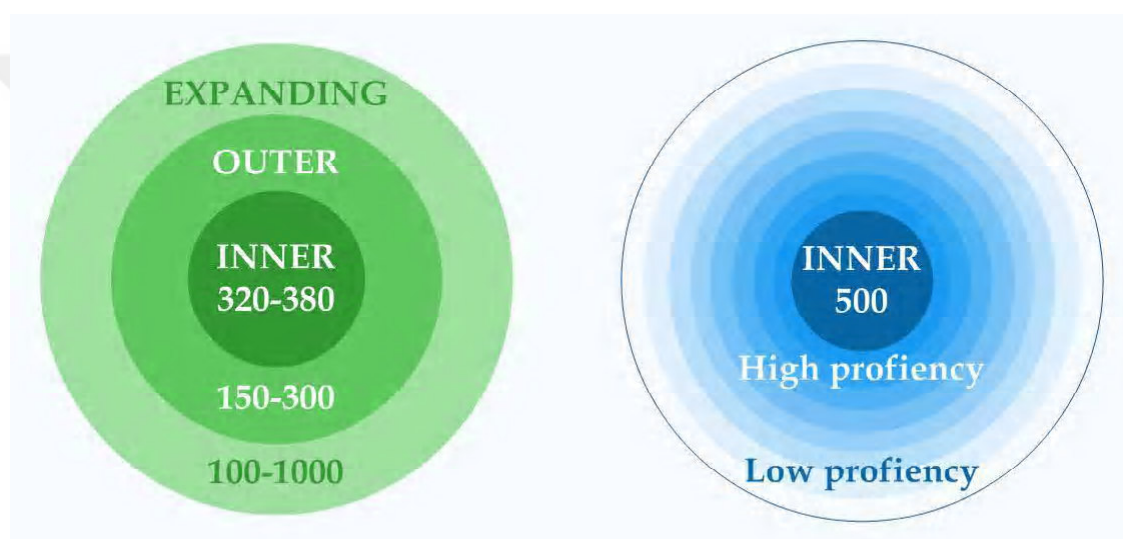 EXPANDING
OUTER
INNER
320-380
150-300
100-1000
INNER
500
High profiency
Low profiency